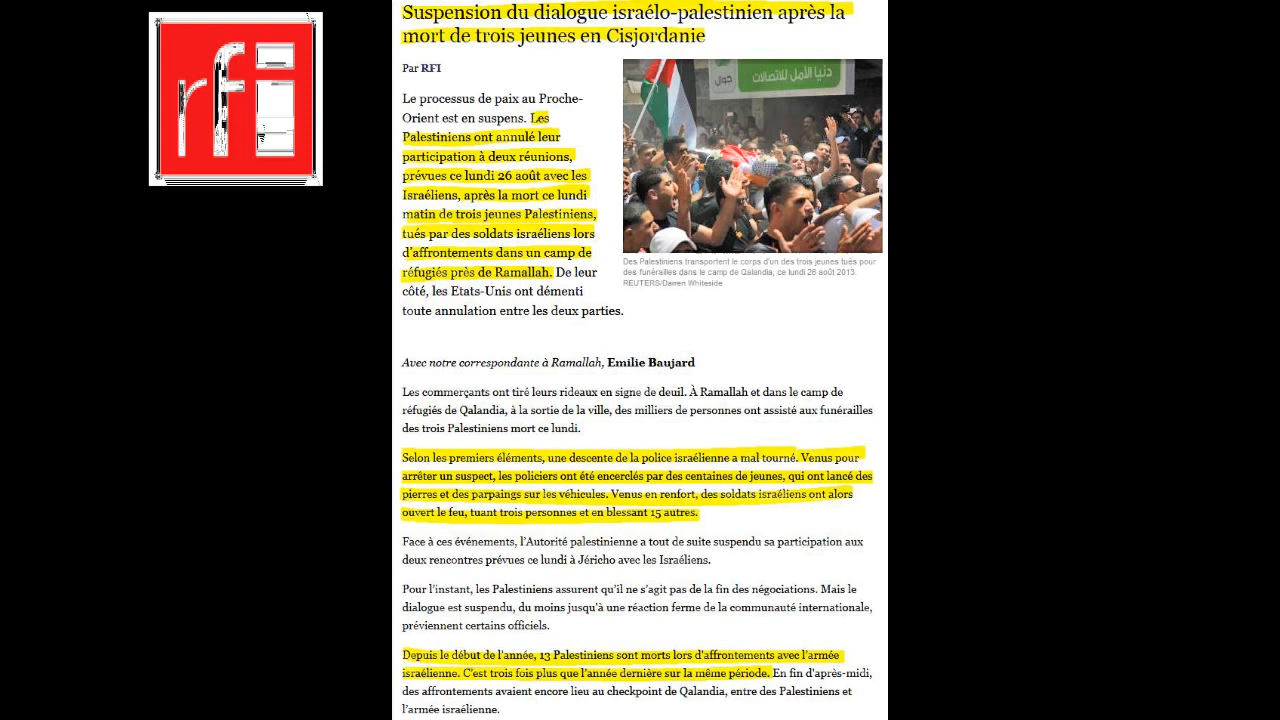 rfi
Suspension du dialogue israélo-palestinien après la
mort de trois jeunes en Cisjordanie
Par RFI
Le processus de paix au Proche-
Orient est en suspens. Les
Palestiniens ont annulé leur
participation à deux réunions,
prévues ce lundi 26 août avec les
Israéliens, après la mort ce lundi
matin de trois jeunes Palestiniens,
tués par des soldats israéliens lors
d'affrontements dans un camp de
réfugiés près de Ramallah. De leur
côté, les Etats-Unis ont démenti
toute annulation entre les deux parties.
دنيا الأمل للاتصالات
جوال
Des Palestiniens transportent le corps d'un des trois jeunes tués pour
des funérailles dans le camp de Qalandia, ce lundi 26 août 2013.
REUTERS/Darren Whiteside
Avec notre correspondante à Ramallah, Emilie Baujard
Les commerçants ont tiré leurs rideaux en signe de deuil. À Ramallah et dans le camp de
réfugiés de Qalandia, à la sortie de la ville, des milliers de personnes ont assisté aux funérailles
des trois Palestiniens mort ce lundi.
Selon les premiers éléments, une descente de la police israélienne a mal tourné. Venus pour
arrêter un suspect, les policiers ont été encerclés par des centaines de jeunes, qui ont lancé des
pierres et des parpaings sur les véhicules. Venus en renfort, des soldats israéliens ont alors
ouvert le feu, tuant trois personnes et en blessant 15 autres.
Face à ces événements, l'Autorité palestinienne a tout de suite suspendu sa participation aux
deux rencontres prévues ce lundi à Jéricho avec les Israéliens.
Pour l'instant, les Palestiniens assurent qu'il ne s'agit pas de la fin des négociations. Mais le
dialogue est suspendu, du moins jusqu'à une réaction ferme de la communauté internationale,
préviennent certains officiels.
Depuis le début de l'année, 13 Palestiniens sont morts lors d'affrontements avec l'armée
israélienne. C'est trois fois plus que l'année dernière sur la même période. En fin d'après-midi,
des affrontements avaient encore lieu au checkpoint de Qalandia, entre des Palestiniens et
l'armée israélienne.